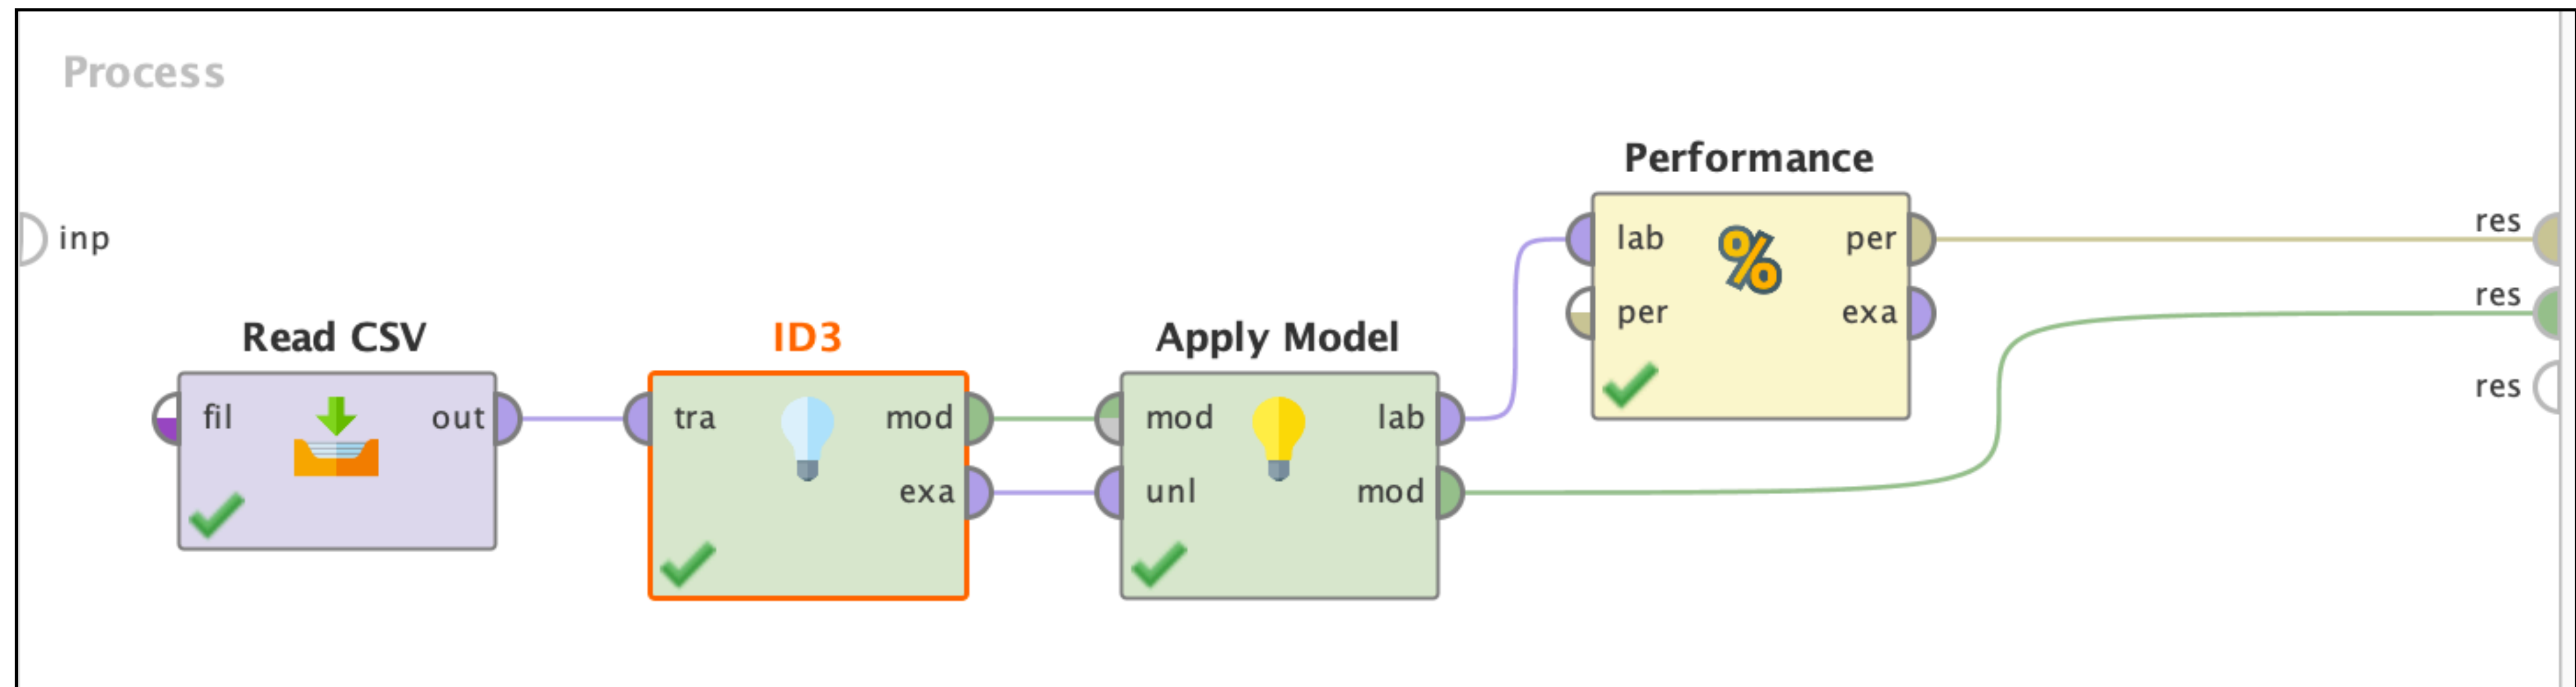 Process
Performance
inp
lab
per
res
per
exa
res
Read CSV
ID3
Apply Model
res
fil
out
tra
mod
mod
lab
exa
unl
mod
%